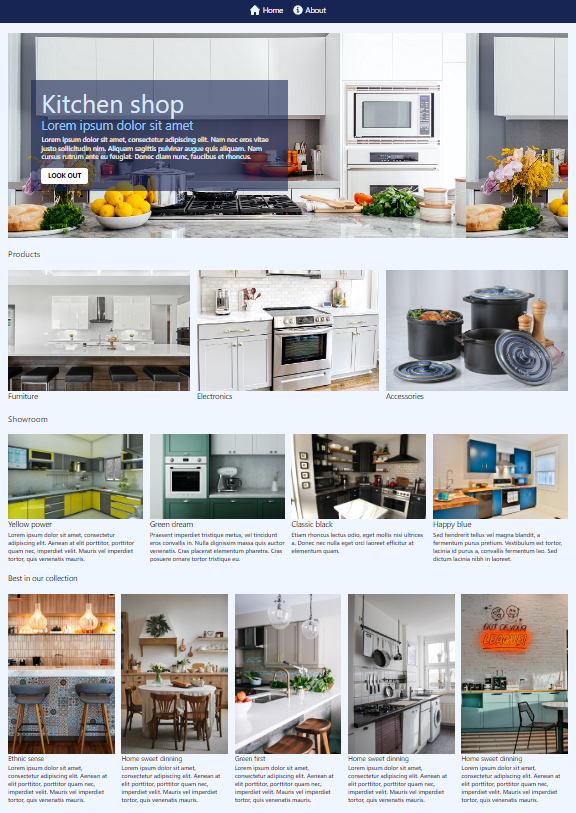 Home About
Kitchen shop
Lorem ipsum dolor sit amet
Lorem ipsum dolor sit amet, consectetur adipiscing elit. Nam nec eros vitae
justo sollicitudin nim. Aliquam sagittis pulvinar augue quis aliquam. Nam
cursus rutrum ante eu feugiat. Donec diam nunc, faucibus et rhoncus.
LOOK OUT
Products
Furniture
Electronics
Accessories
Showroom
Yellow power
Lorem ipsum dolor sit amet, consectetur
adipiscing elit. Aenean at elit porttitor, porttitor
quam nec, imperdiet velit. Mauris vel imperdiet
tortor, quis venenatis mauris.
Green dream
Praesent imperdiet tristique metus, vel tincidunt
eros convallis in. Nulla dignissim massa quis auctor
venenatis. Cras placerat elementum pharetra. Cras
posuere ornare tortor tristique eu.
Classic black
Etiam rhoncus lectus odio, eget mollis nisi ultrices
a. Donec nec nulla eget orci laoreet efficitur at
elementum quam.
Happy blue
Sed hendrerit tellus vel magna blandit, a
fermentum purus pretium. Vestibulum est tortor,
lacinia id purus a, convallis fermentum leo. Sed
dictum lacinia nibh in laoreet.
Best in our collection
OUT OF YOUR
LEAGUE!
Ethnic sense
Lorem ipsum dolor sit amet,
consectetur adipiscing elit. Aenean at
elit porttitor, porttitor quam nec,
imperdiet velit. Mauris vel imperdiet
tortor, quis venenatis mauris.
Home sweet dinning
Lorem ipsum dolor sit amet,
consectetur adipiscing elit. Aenean at
elit porttitor, porttitor quam nec,
imperdiet velit. Mauris vel imperdiet
tortor, quis venenatis mauris.
Green first
Lorem ipsum dolor sit amet,
consectetur adipiscing elit. Aenean at
elit porttitor, porttitor quam nec,
imperdiet velit. Mauris vel imperdiet
tortor, quis venenatis mauris.
Home sweet dinning
Lorem ipsum dolor sit amet,
consectetur adipiscing elit. Aenean at
elit porttitor, porttitor quam nec,
imperdiet velit. Mauris vel imperdiet
tortor, quis venenatis mauris.
Home sweet dinning
Lorem ipsum dolor sit amet,
consectetur adipiscing elit. Aenean at
elit porttitor, porttitor quam nec,
imperdiet velit. Mauris vel imperdiet
tortor, quis venenatis mauris.